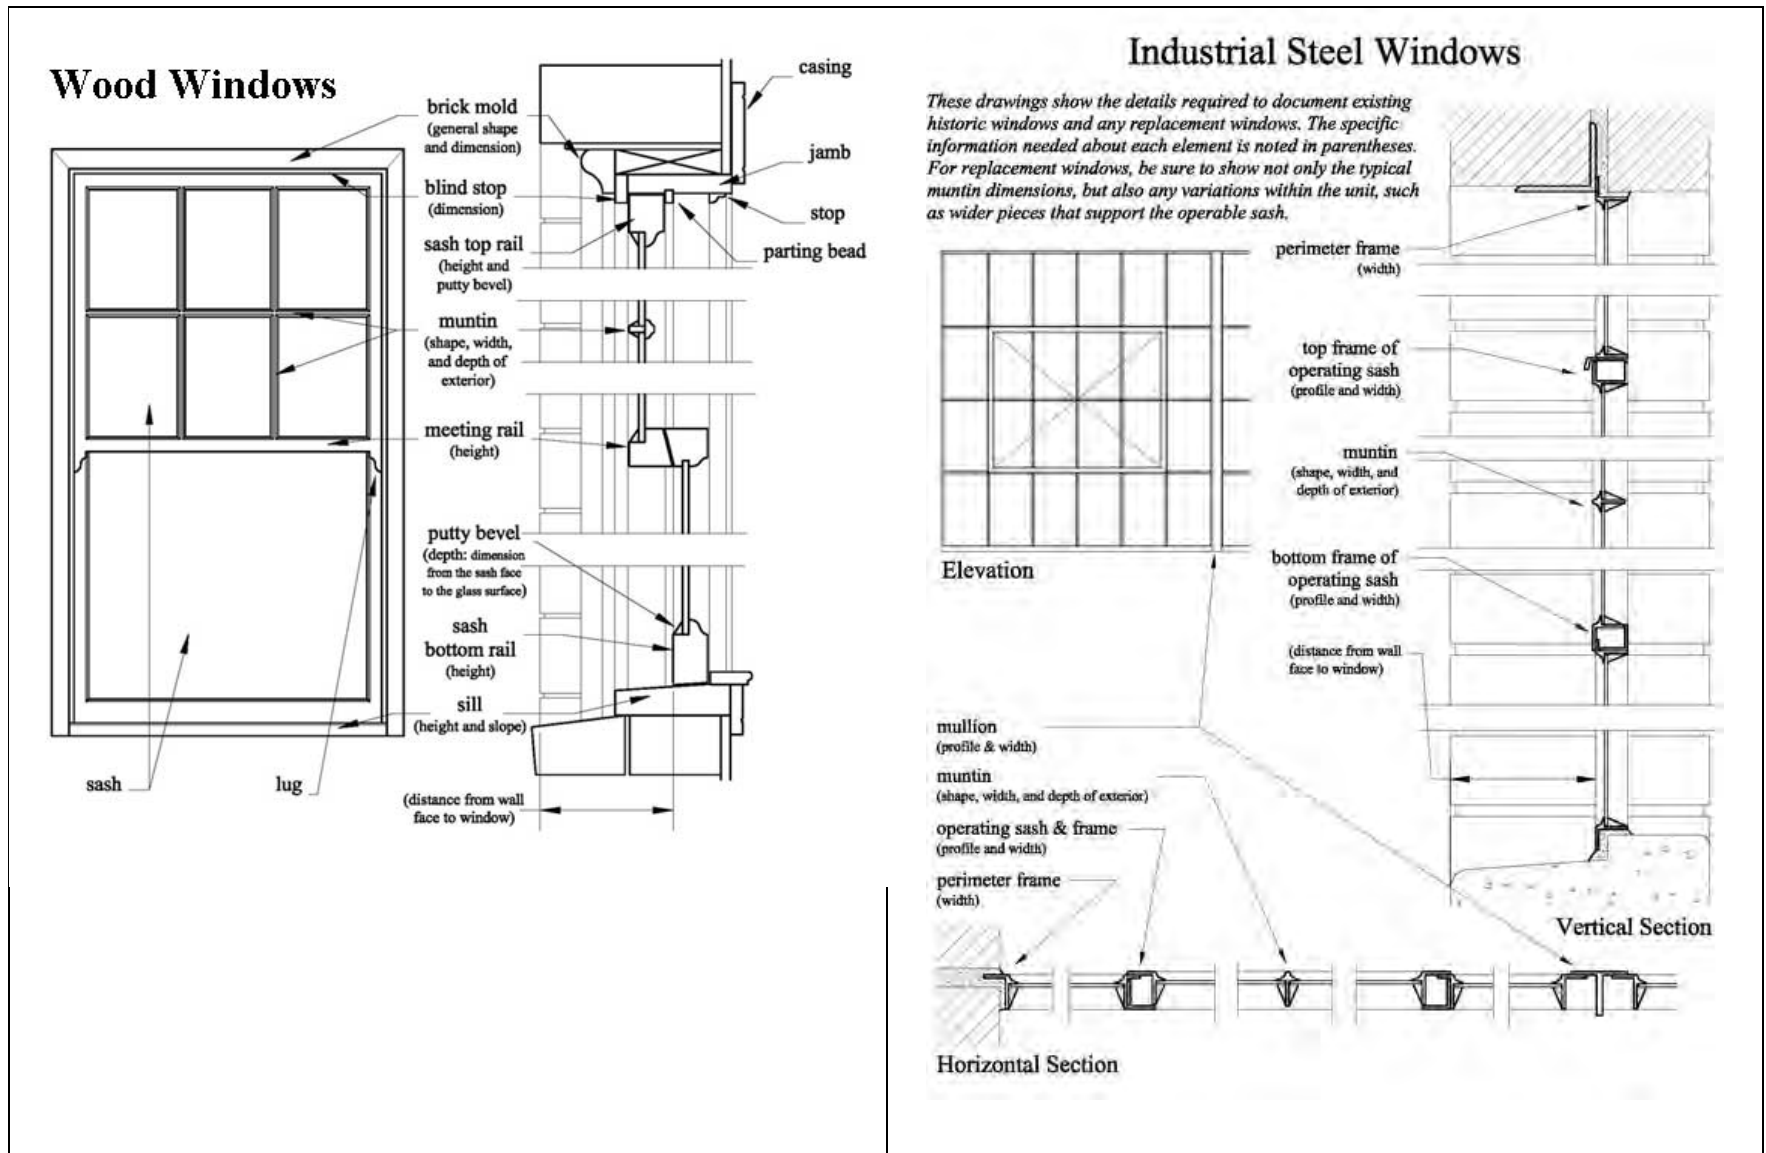 Wood Windows
casing
brick mold
(general shape
and dimension)
jamb
blind stop
(dimension)
stop
sash top rail
(height and
putty bevel)
parting bead
muntin
(shape, width,
and depth of
exterior)
meeting rail
(height)
putty bevel
(depth: dimension
from the sash face
to the glass surface)
sash
bottom rail
(height)
sill
(height and slope)
sash
lug
(distance from wall
face to window)
Industrial Steel Windows
These drawings show the details required to document existing
historic windows and any replacement windows. The specific
information needed about each element is noted in parentheses.
For replacement windows, be sure to show not only the typical
muntin dimensions, but also any variations within the unit, such
as wider pieces that support the operable sash.
perimeter frame
(width)
top frame of
operating sash
(profile and width)
muntin
(shape, width, and
depth of exterior)
bottom frame of
operating sash
(profile and width)
(distance from wall
face to window)
Elevation
mullion
(profile & width)
muntin
(shape, width, and depth of exterior)
operating sash & frame
(profile and width)
perimeter frame
(width)
Vertical Section
Horizontal Section